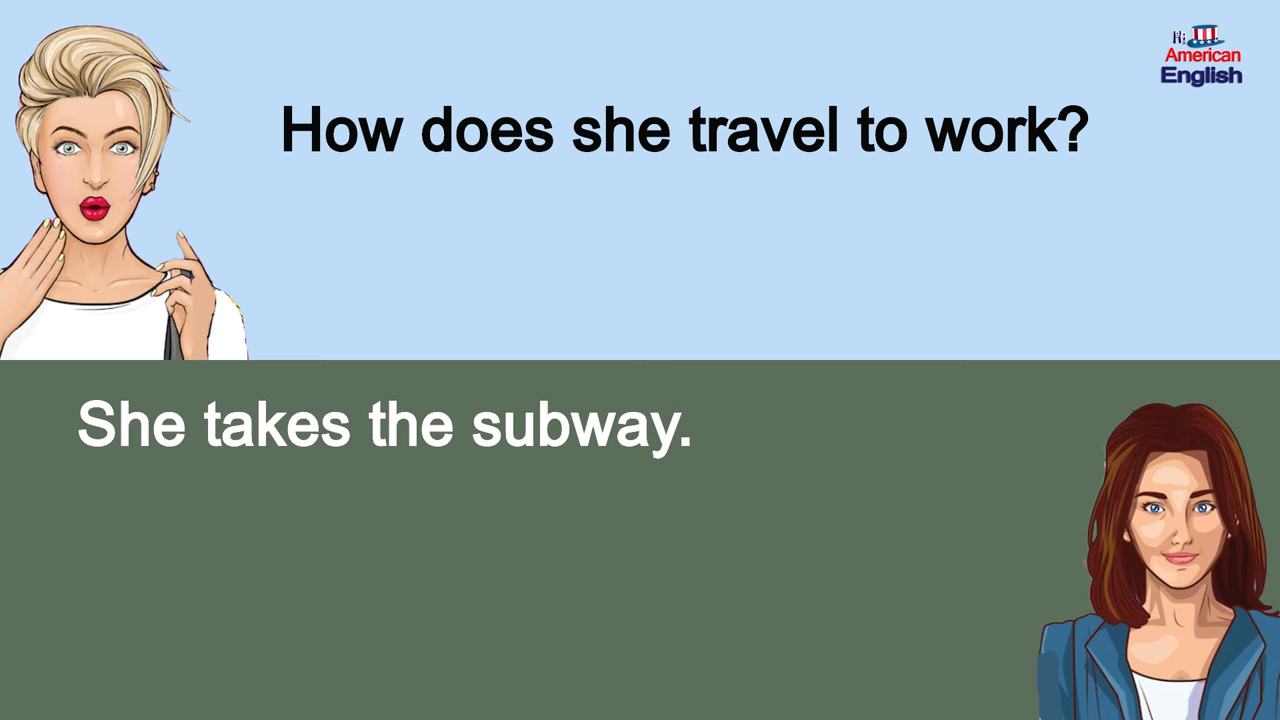 Hi
American
English
How does she travel to work?
She takes the subway.